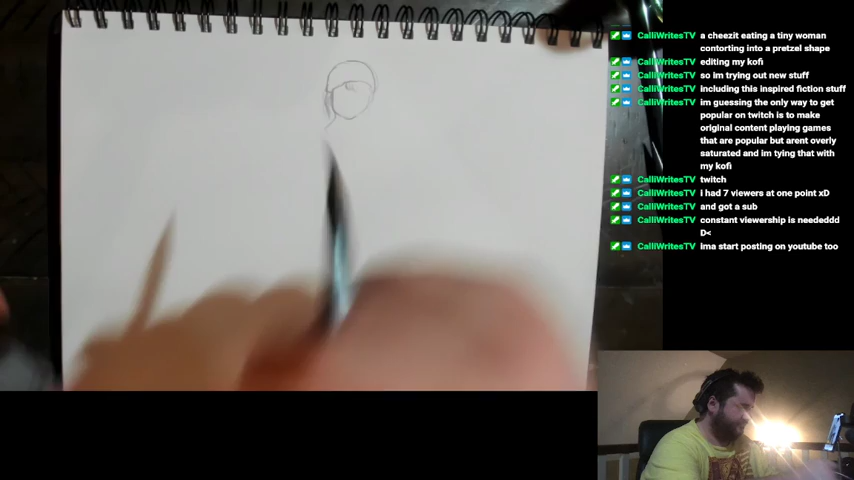 CalliWritesTV a cheezit eating a tiny woman
contorting into a pretzel shape
CalliWritesTV editing my kofi
CalliWritesTV so im trying out new stuff
CalliWritesTV including this inspired fiction stuff
CalliWritesTV im guessing the only way to get
popular on twitch is to make
original content playing games
that are popular but arent overly
saturated and im tying that with
my kofi
CalliWritesTV twitch
CalliWritesTV i had 7 viewers at one point xD
CalliWritesTV and got a sub
CalliWritesTV constant viewership is neededdd
D<
CalliWritesTV ima start posting on youtube too